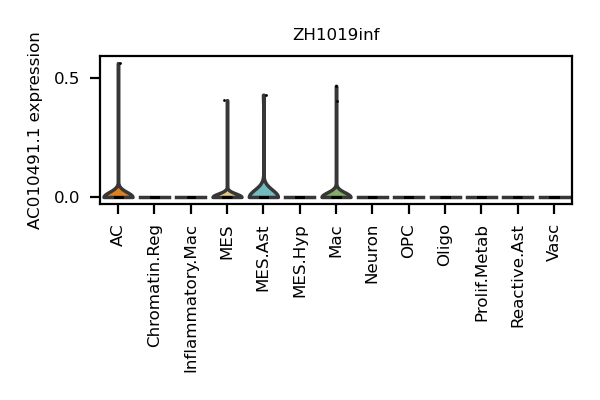 ZH1019inf
AC010491.1 expression
0.5
0.0
AC
Chromatin.Reg
Inflammatory.Mac
MES
MES.Ast
MES.Hyp
Mac
Neuron
OPC
Oligo
Prolif.Metab
Reactive.Ast
Vasc